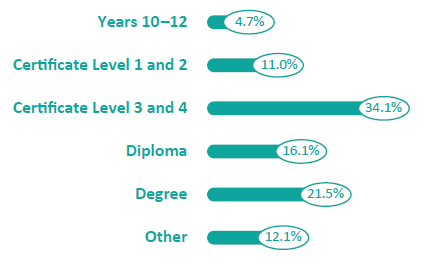 Years 10–12 4.7%
Certificate Level 1 and 2 11.0%
Certificate Level 3 and 4 34.1%
Diploma 16.1%
Degree 21.5%
Other 12.1%